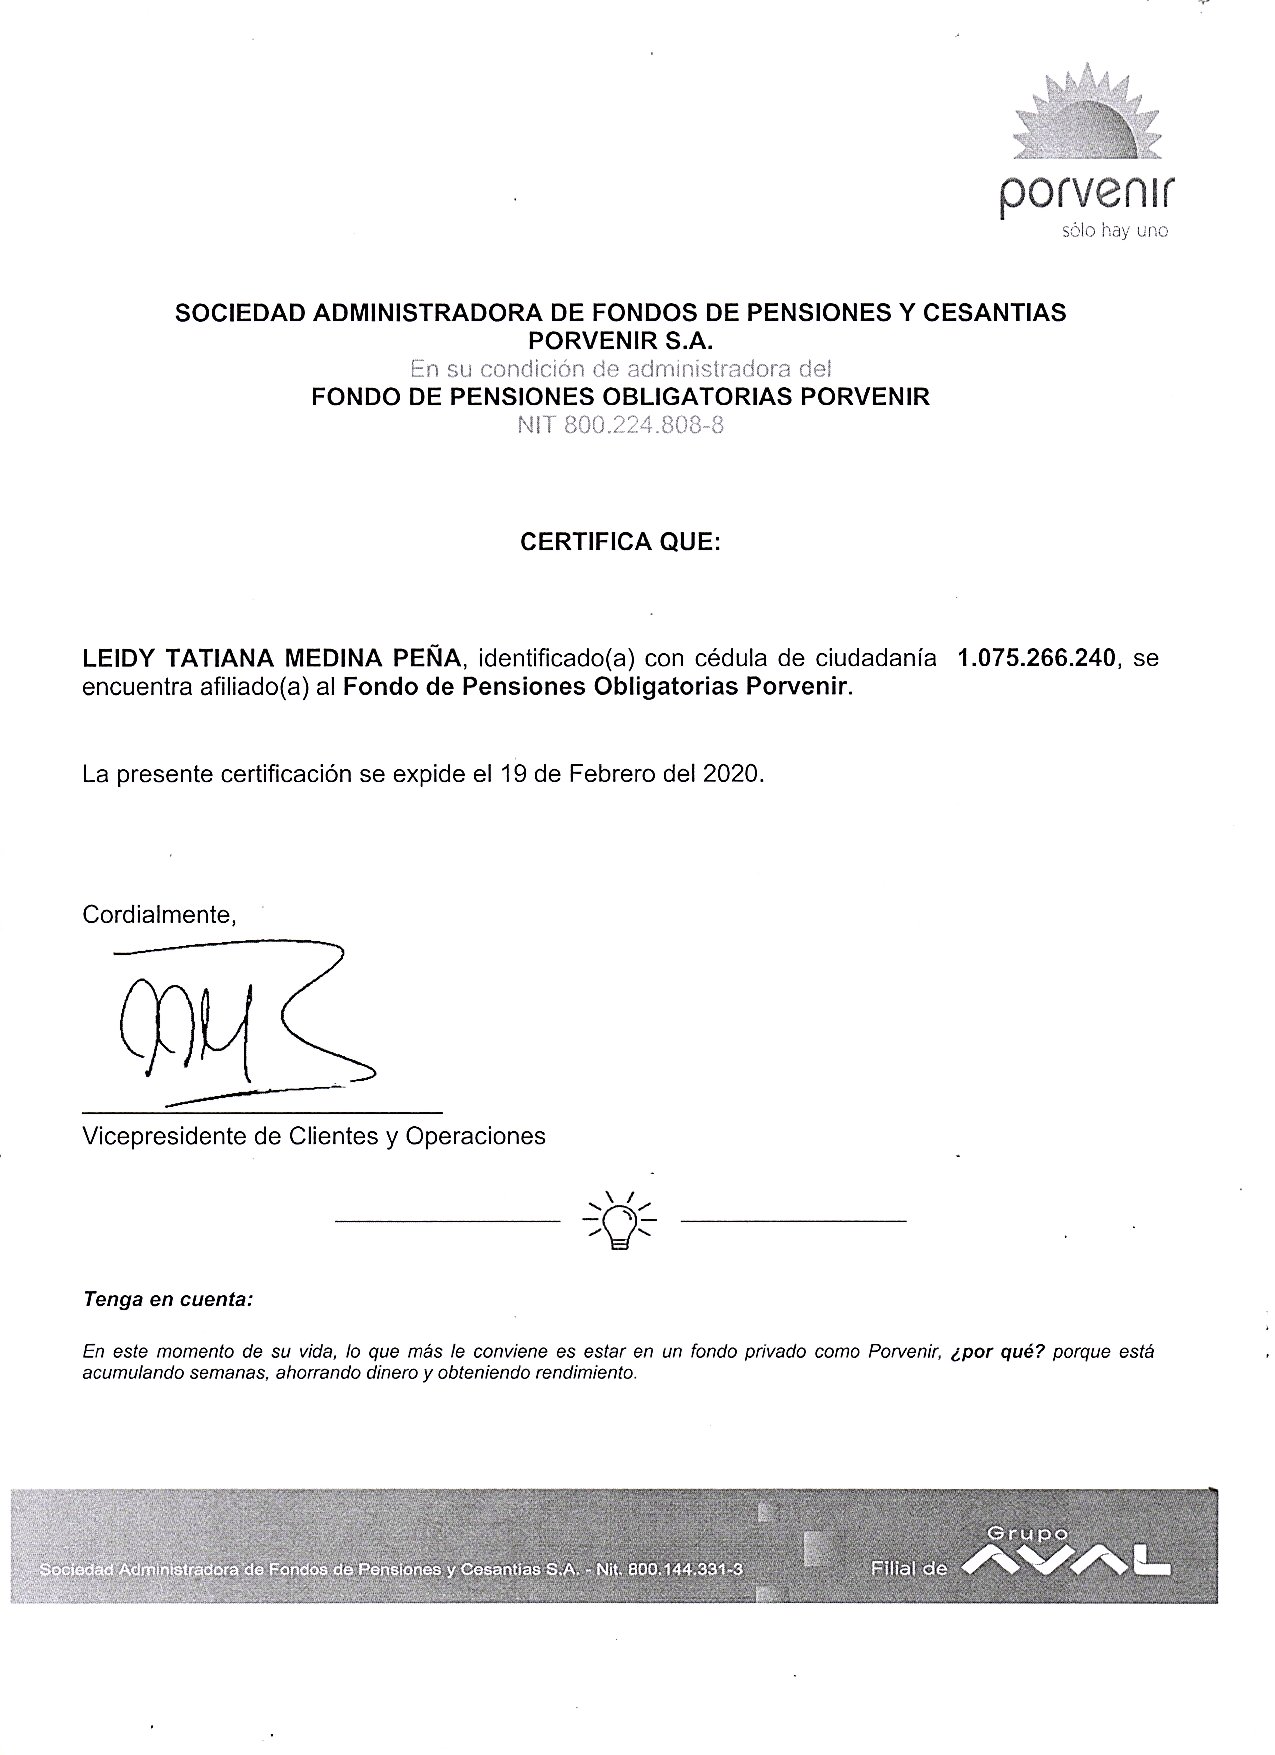 porvenir
sólo hay uno
SOCIEDAD ADMINISTRADORA DE FONDOS DE PENSIONES Y CESANTIAS
PORVENIR S.A.
En su condición de administradora del
FONDO DE PENSIONES OBLIGATORIAS PORVENIR
NIT 800.224.808-8
CERTIFICA QUE:
LEIDY TATIANA MEDINA PEÑA, identificado(a) con cédula de ciudadanía 1.075.266.240, se
encuentra afiliado(a) al Fondo de Pensiones Obligatorias Porvenir.
La presente certificación se expide el 19 de Febrero del 2020.
Cordialmente,
Vicepresidente de Clientes y Operaciones
Tenga en cuenta:
En este momento de su vida, lo que más le conviene es estar en un fondo privado como Porvenir, ¿por qué? porque está
acumulando semanas, ahorrando dinero y obteniendo rendimiento.
Sociedad Administradora de Fondos de Pensiones y Cesantias S.A. - Nit. 800.144.331-3
Filial de Grupo AVAL